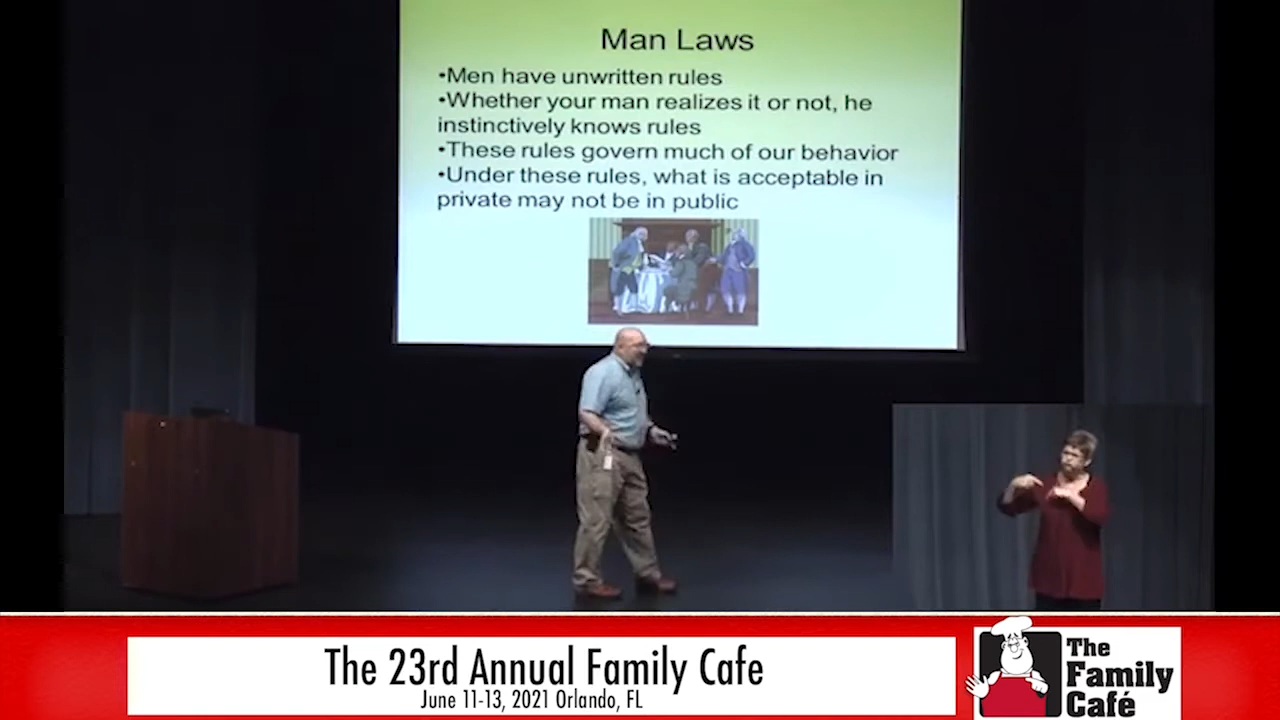 Man Laws
•Men have unwritten rules
•Whether your man realizes it or not, he
instinctively knows rules
•These rules govern much of our behavior
•Under these rules, what is acceptable in
private may not be in public
The 23rd Annual Family Cafe
June 11-13, 2021 Orlando, FL
The
Family
Café